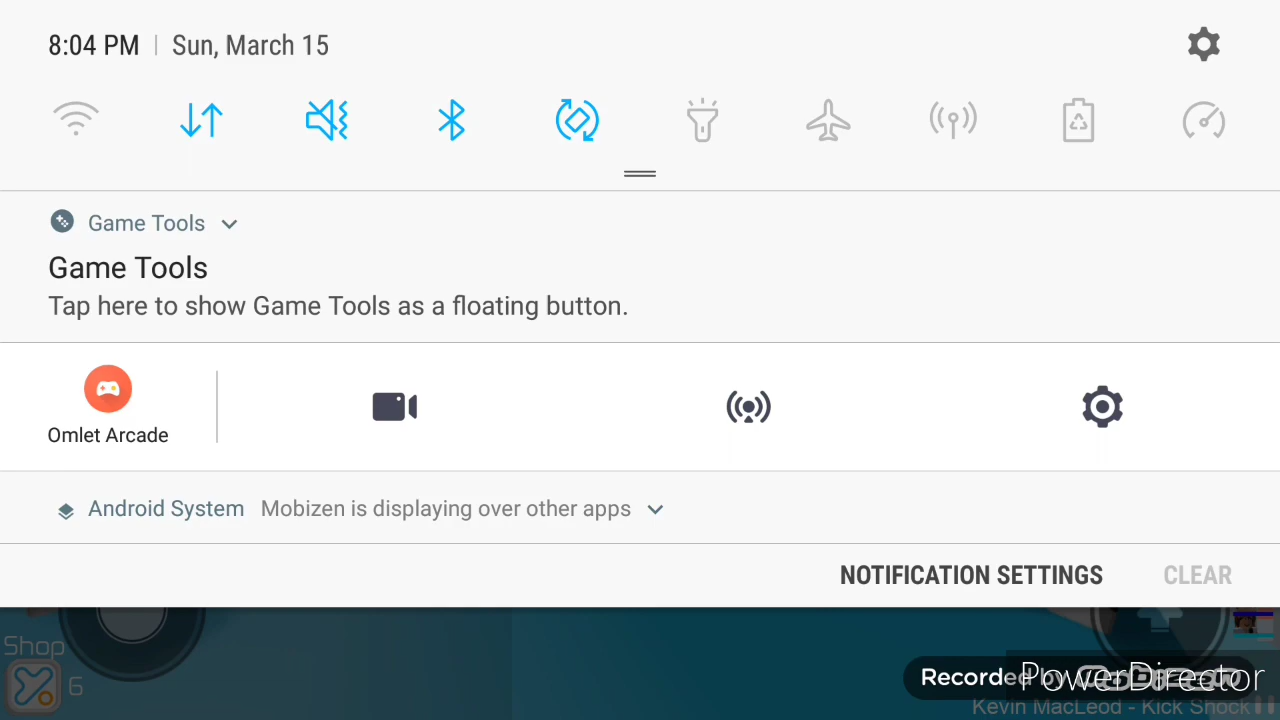 8:04 PM | Sun, March 15
Game Tools
Game Tools
Tap here to show Game Tools as a floating button.
Omlet Arcade
Android System Mobizen is displaying over other apps
NOTIFICATION SETTINGS CLEAR
Shop
6
Recorded by
PowerDirector
Kevin MacLeod - Kick Shock